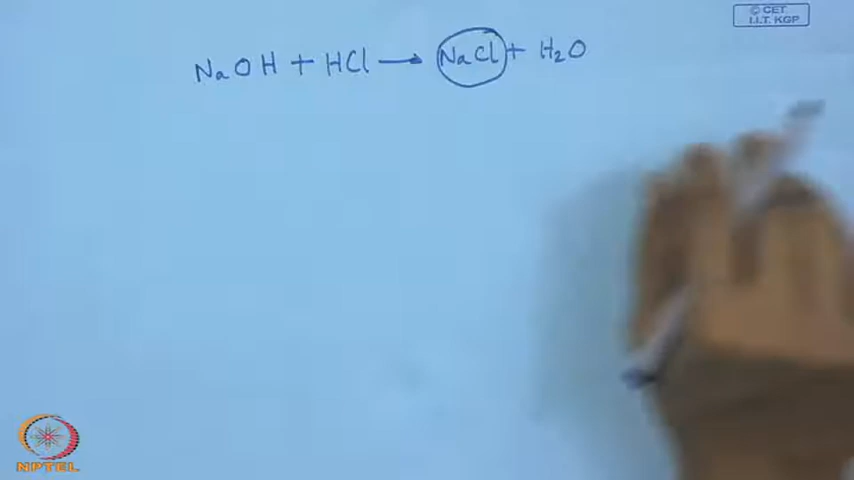 © CET
I.I.T. KGP
NaOH + HCl → NaCl + H₂O
NPTEL